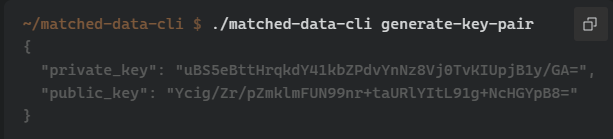 ~/matched-data-cli $ ./matched-data-cli generate-key-pair
{
  "private_key": "uBS5eBttHrqkdY41kbZPdvYnNz8Vj0TvKIUpjB1y/GA=",
  "public_key": "Ycig/Zr/pZmklmFUN99nr+taURlYItL91g+NcHGYpB8="
}